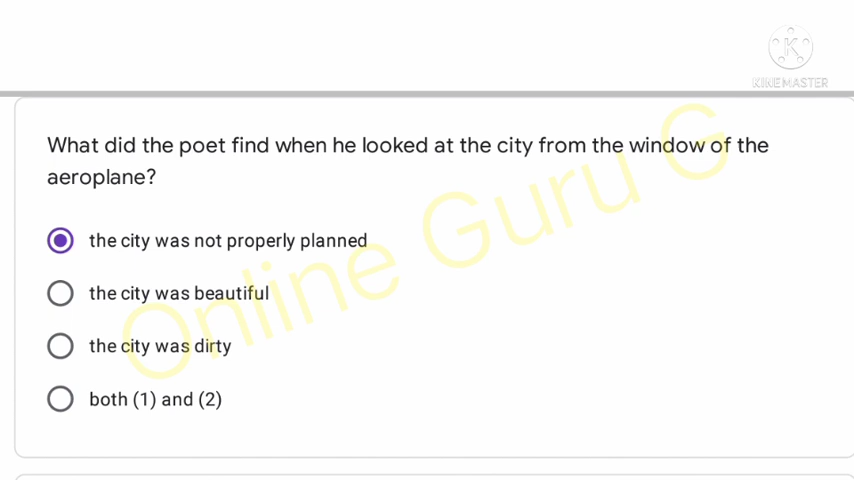 K
KINEMASTER
What did the poet find when he looked at the city from the window of the
aeroplane?
the city was not properly planned
the city was beautiful
the city was dirty
both (1) and (2)
Online Guru G